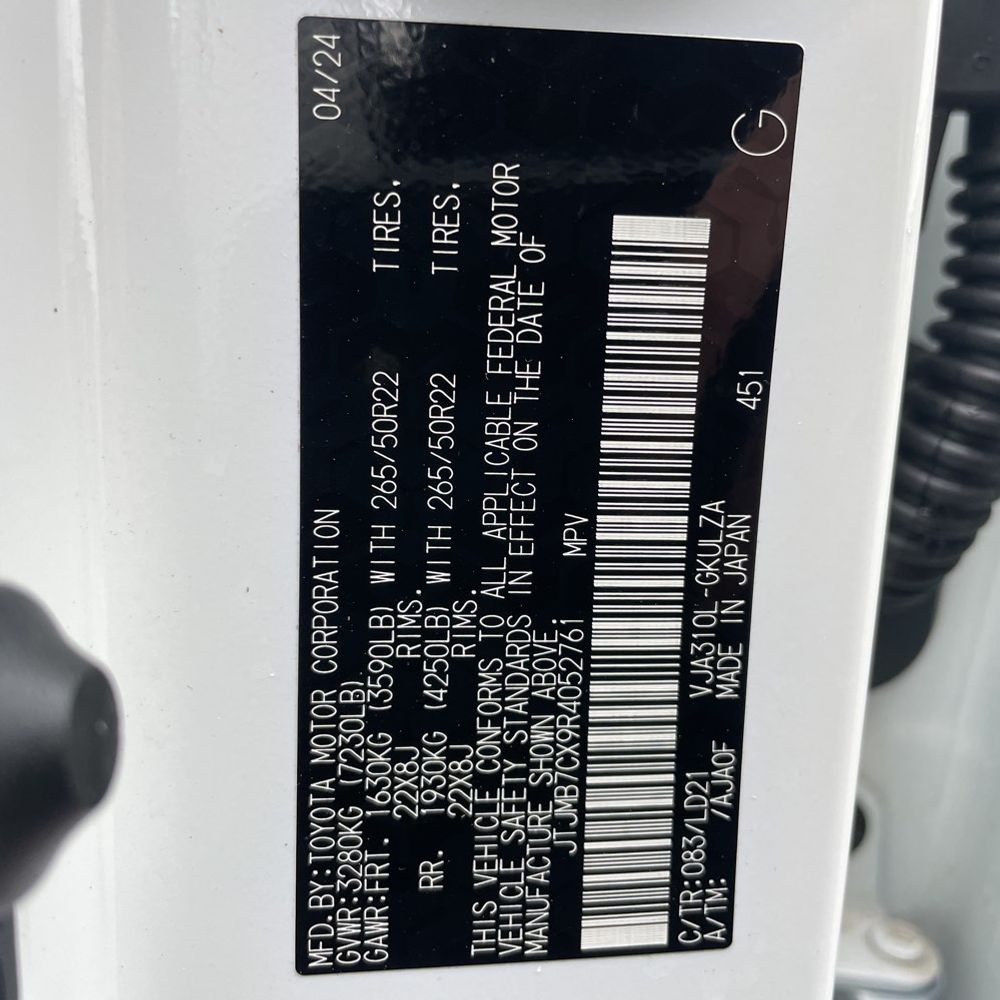 MFD.BY:TOYOTA MOTOR CORPORATION 04/24
GVWR:3280KG (7230LB)
GAWR:FRT. 1630KG (3590LB) WITH 265/50R22 TIRES,
22X8J RIMS.
RR. 1930KG (4250LB) WITH 265/50R22 TIRES,
22X8J RIMS.
THIS VEHICLE CONFORMS TO ALL APPLICABLE FEDERAL MOTOR
VEHICLE SAFETY STANDARDS IN EFFECT ON THE DATE OF
MANUFACTURE SHOWN ABOVE.
JTJMB7CX9R4052761 MPV
C/TR:083/LD21 VJA310L-GKULZA 451 G
A/TM: /AJA0F MADE IN JAPAN